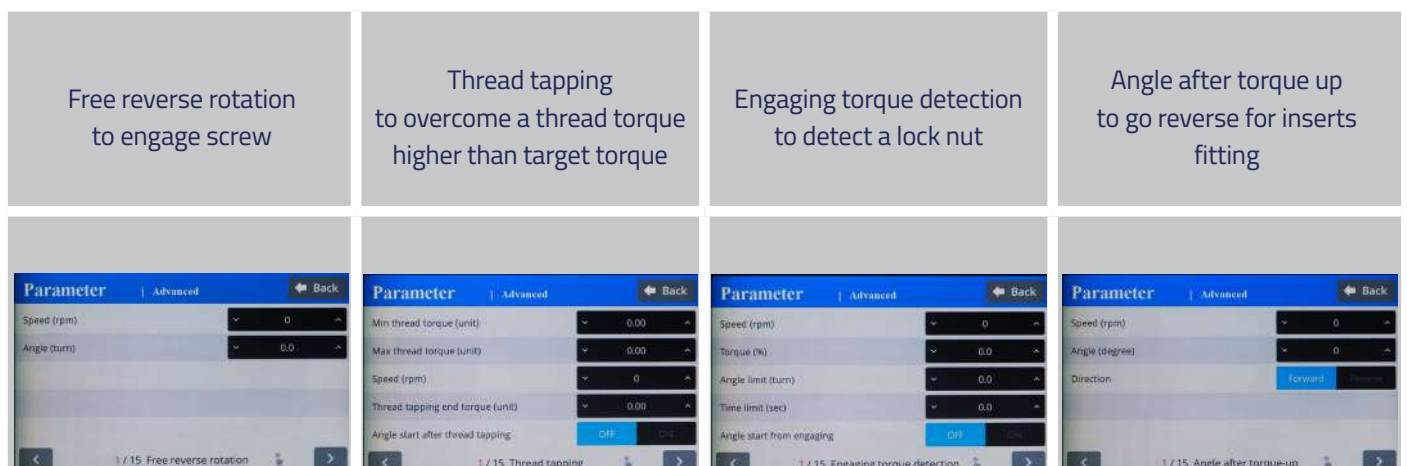 Free reverse rotation
to engage screw
Thread tapping
to overcome a thread torque
higher than target torque
Engaging torque detection
to detect a lock nut
Angle after torque up
to go reverse for inserts
fitting
Parameter | Advanced Back
Speed (rpm) 0
Angle (turn) 0.0
1 / 15 Free reverse rotation
Parameter | Advanced Back
Min thread torque (unit) 0.00
Max thread torque (unit) 0.00
Speed (rpm) 0
Thread tapping end torque (unit) 0.00
Angle start after thread tapping OFF ON
1 / 15 Thread tapping
Parameter | Advanced Back
Speed (rpm) 0
Torque (%) 0.0
Angle limit (turn) 0.0
Time limit (sec) 0.0
Angle start from engaging OFF ON
1 / 15 Engaging torque detection
Parameter | Advanced Back
Speed (rpm) 0
Angle (degree) 0
Direction Forward Reverse
1 / 15 Angle after torque-up